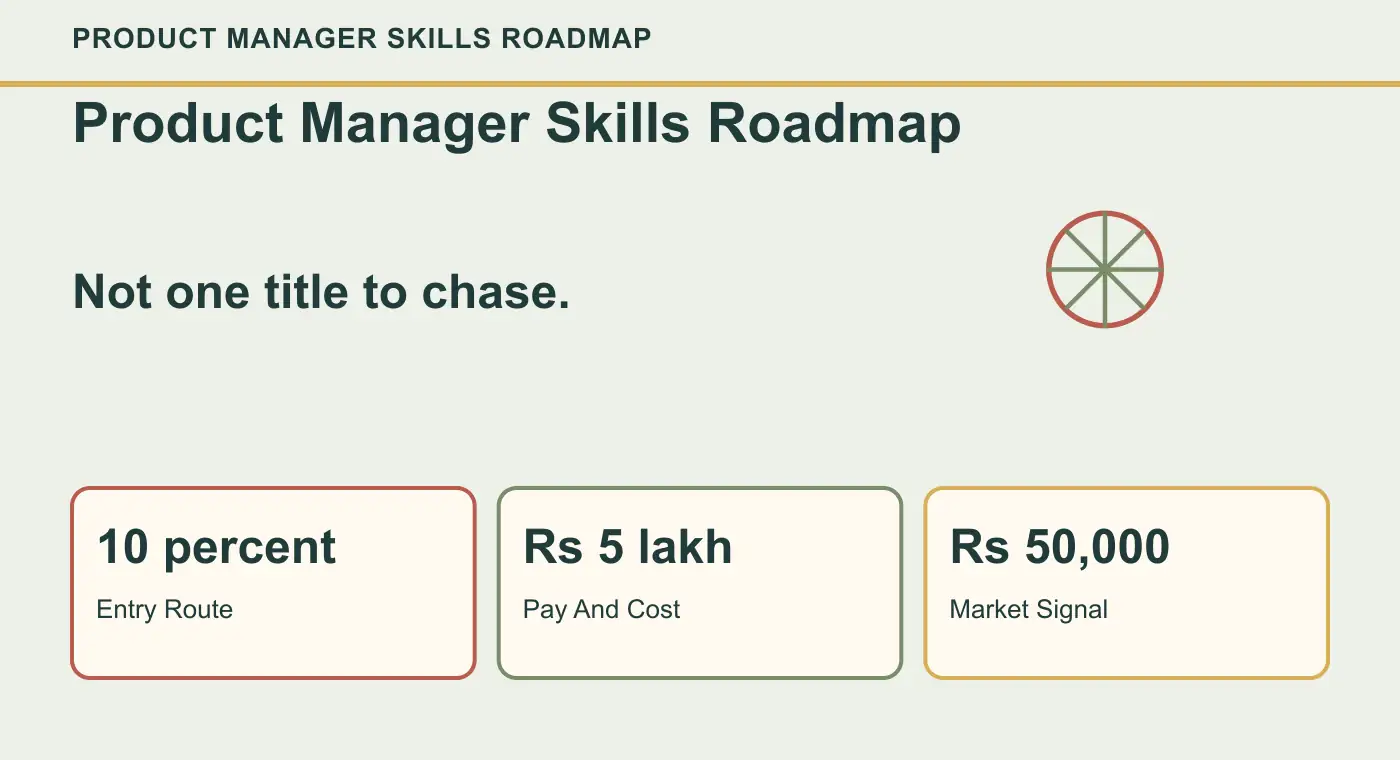 PRODUCT MANAGER SKILLS ROADMAP
Product Manager Skills Roadmap
Not one title to chase.
10 percent
Entry Route
Rs 5 lakh
Pay And Cost
Rs 50,000
Market Signal